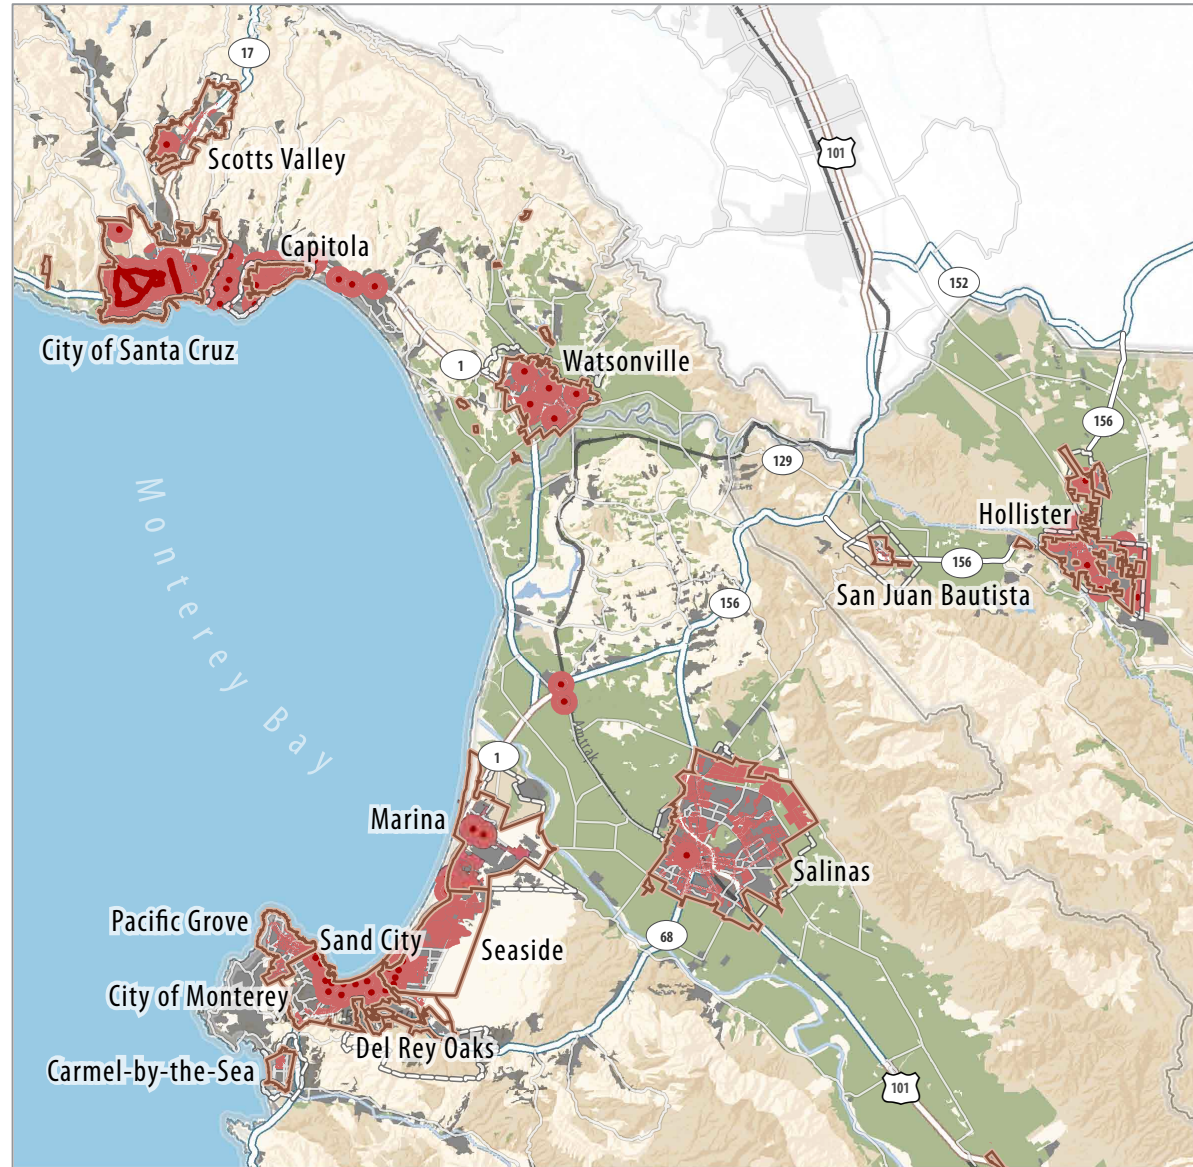 17
101
Scotts Valley
Capitola
152
City of Santa Cruz
1
Watsonville
156
129
Monterey Bay
Hollister
156
San Juan Bautista
156
Amtrak
1
Marina
Salinas
Pacific Grove
Sand City
68
Seaside
City of Monterey
Del Rey Oaks
Carmel-by-the-Sea
101